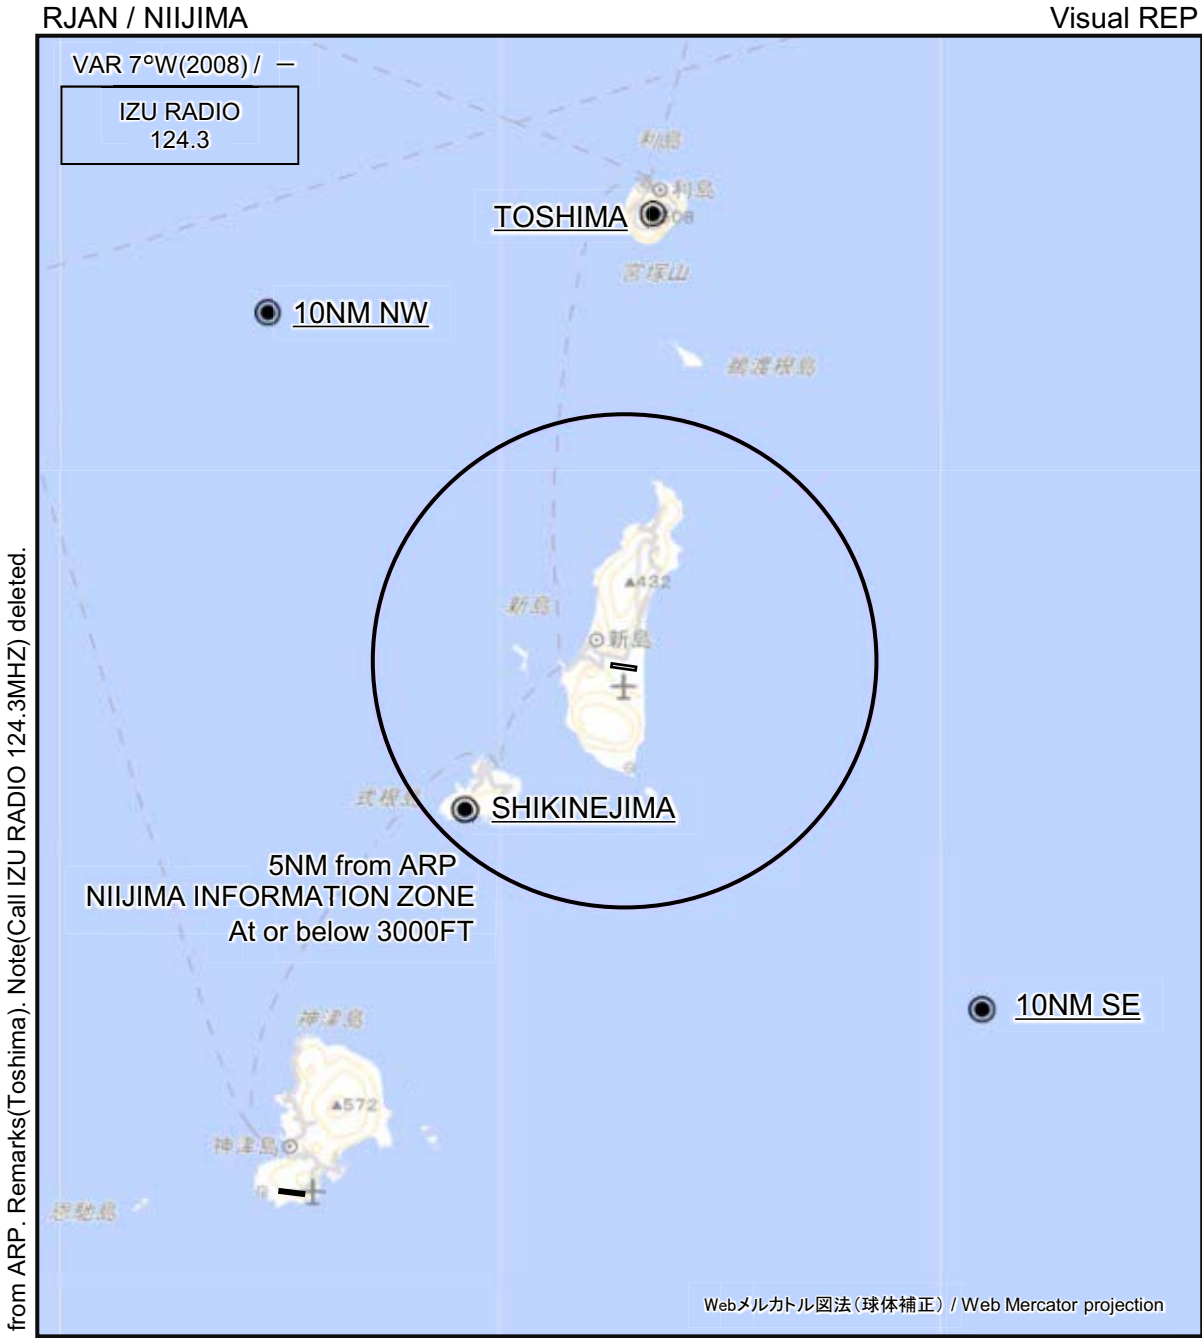 RJAN / NIIJIMA
Visual REP
VAR 7°W(2008) / －
IZU RADIO
124.3
利島
利島
TOSHIMA
508
宮塚山
10NM NW
鵜渡根島
432
新島
新島
式根島
SHIKINEJIMA
5NM from ARP
NIIJIMA INFORMATION ZONE
At or below 3000FT
10NM SE
神津島
572
神津島
恩馳島
Webメルカトル図法（球体補正） / Web Mercator projection
from ARP. Remarks(Toshima). Note(Call IZU RADIO 124.3MHZ) deleted.